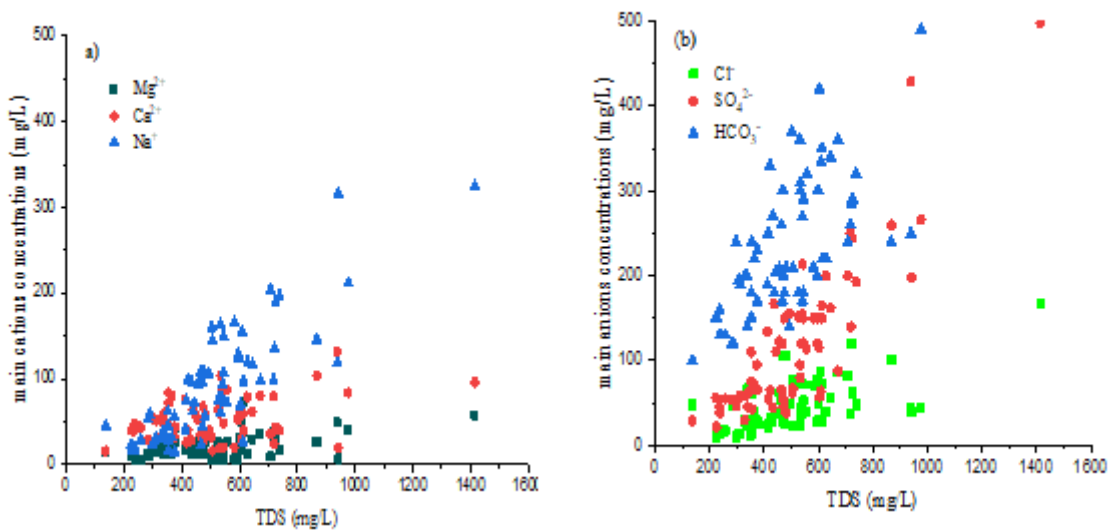 a)
Mg²⁺
Ca²⁺
Na⁺
main cations concentrations (mg/L)
500
400
300
200
100
0
0 200 400 600 800 1000 1200 1400 1600
TDS (mg/L)
(b)
Cl⁻
SO₄²⁻
HCO₃⁻
main anions concentrations (mg/L)
500
400
300
200
100
0
0 200 400 600 800 1000 1200 1400 1600
TDS (mg/L)